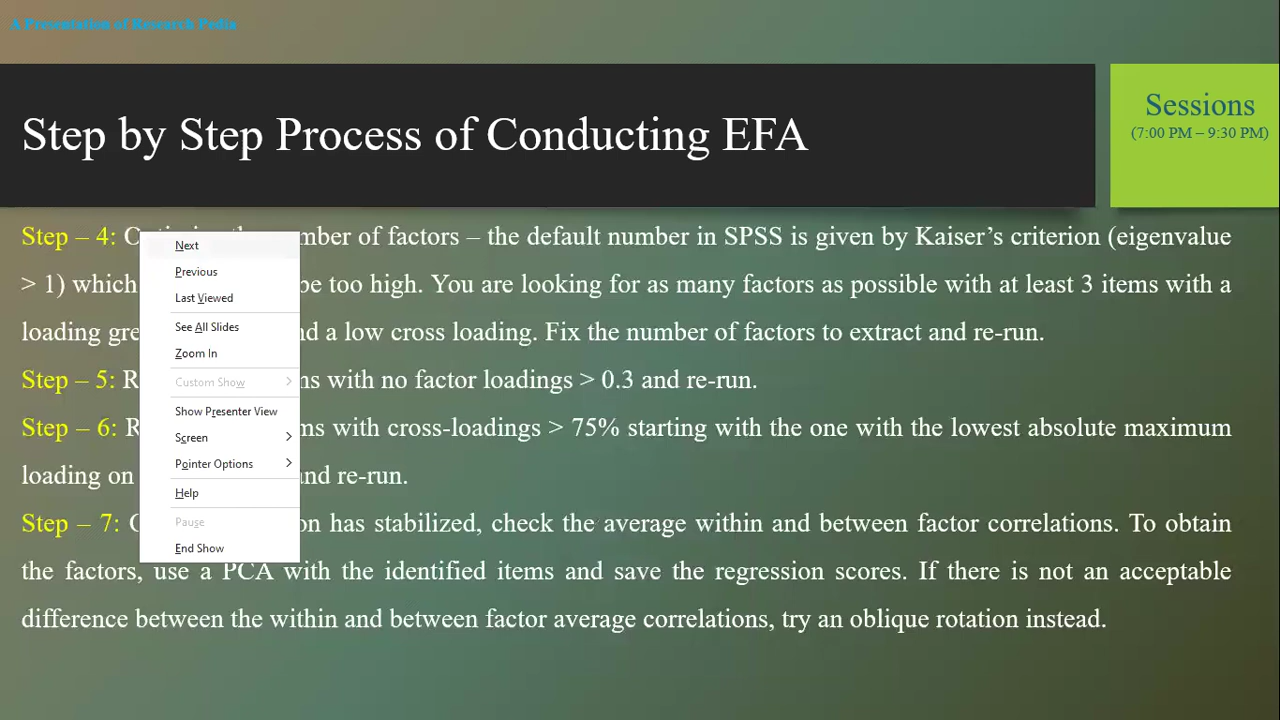 A Presentation of Research Pedia
Step by Step Process of Conducting EFA
Sessions
(7:00 PM – 9:30 PM)
Step – 4: number of factors – the default number in SPSS is given by Kaiser’s criterion (eigenvalue
> 1) which be too high. You are looking for as many factors as possible with at least 3 items with a
loading and a low cross loading. Fix the number of factors to extract and re-run.
Step – 5: with no factor loadings > 0.3 and re-run.
Step – 6: with cross-loadings > 75% starting with the one with the lowest absolute maximum
loading on and re-run.
Step – 7: has stabilized, check the average within and between factor correlations. To obtain
the factors, use a PCA with the identified items and save the regression scores. If there is not an acceptable
difference between the within and between factor average correlations, try an oblique rotation instead.
Next
Previous
Last Viewed
See All Slides
Zoom In
Custom Show
Show Presenter View
Screen
Pointer Options
Help
Pause
End Show